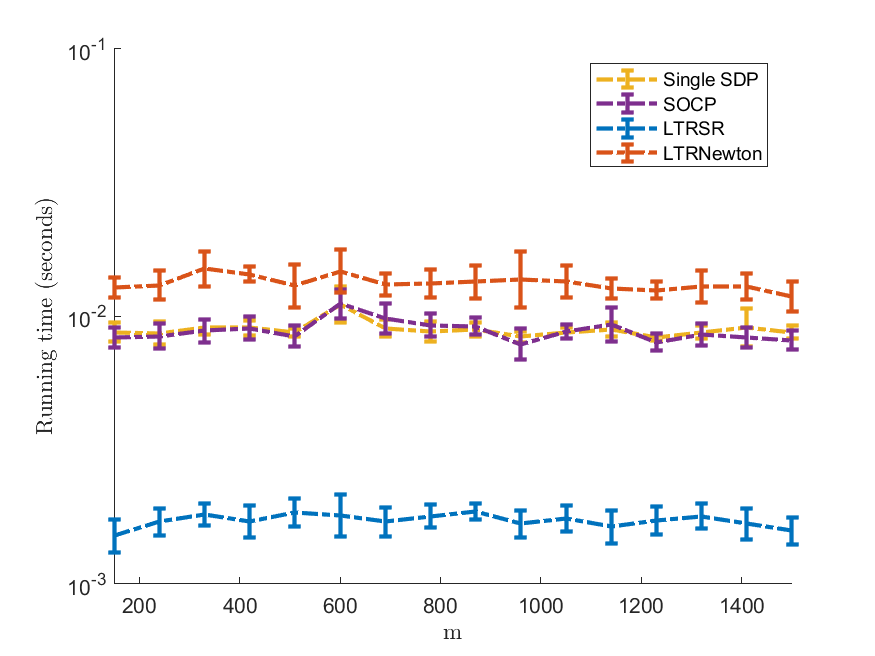 10-1
Single SDP
SOCP
LTRSR
LTRNewton
Running time (seconds)
10-2
10-3
200 400 600 800 1000 1200 1400
m